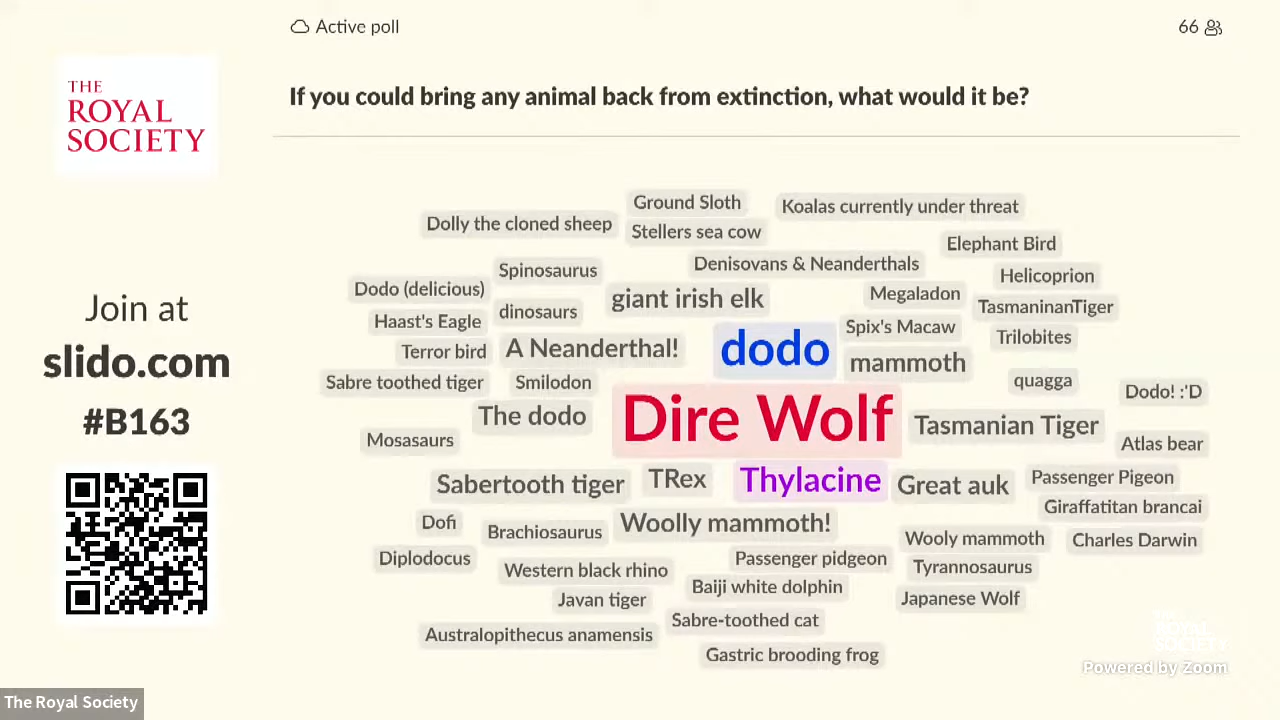 Active poll
66
THE
ROYAL
SOCIETY
If you could bring any animal back from extinction, what would it be?
Join at
slido.com
#B163
Ground Sloth
Koalas currently under threat
Dolly the cloned sheep
Stellers sea cow
Elephant Bird
Spinosaurus
Denisovans & Neanderthals
Helicoprion
Dodo (delicious)
giant irish elk
Megaladon
TasmaninanTiger
Haast's Eagle
dinosaurs
Spix's Macaw
Trilobites
Terror bird
A Neanderthal!
dodo
mammoth
Sabre toothed tiger
Smilodon
quagga
Dodo! :'D
The dodo
Dire Wolf
Tasmanian Tiger
Mosasaurs
Atlas bear
Sabertooth tiger
TRex
Thylacine
Great auk
Passenger Pigeon
Giraffatitan brancai
Dofi
Brachiosaurus
Woolly mammoth!
Wooly mammoth
Charles Darwin
Diplodocus
Western black rhino
Passenger pidgeon
Tyrannosaurus
Baiji white dolphin
Javan tiger
Japanese Wolf
Sabre-toothed cat
Australopithecus anamensis
Gastric brooding frog
THE
ROYAL
SOCIETY
Powered by Zoom
The Royal Society